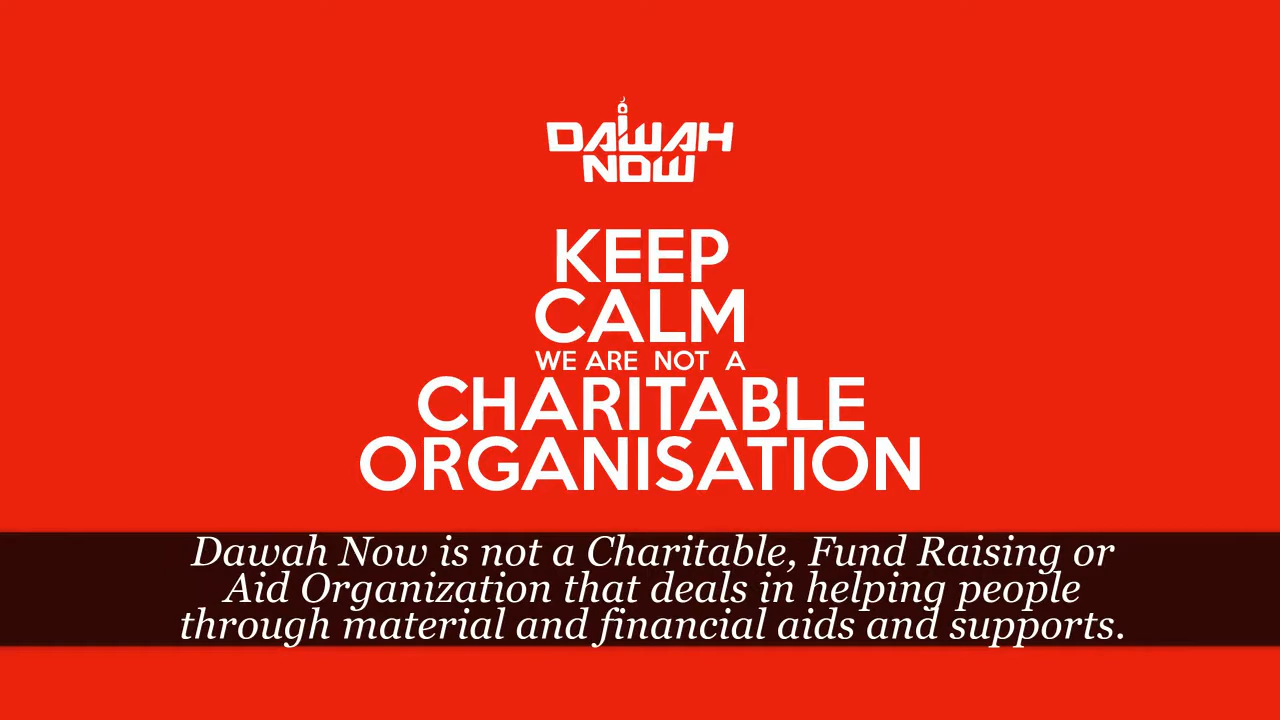 DAWAH
NOW
KEEP
CALM
WE ARE NOT A
CHARITABLE
ORGANISATION
Dawah Now is not a Charitable, Fund Raising or
Aid Organization that deals in helping people
through material and financial aids and supports.